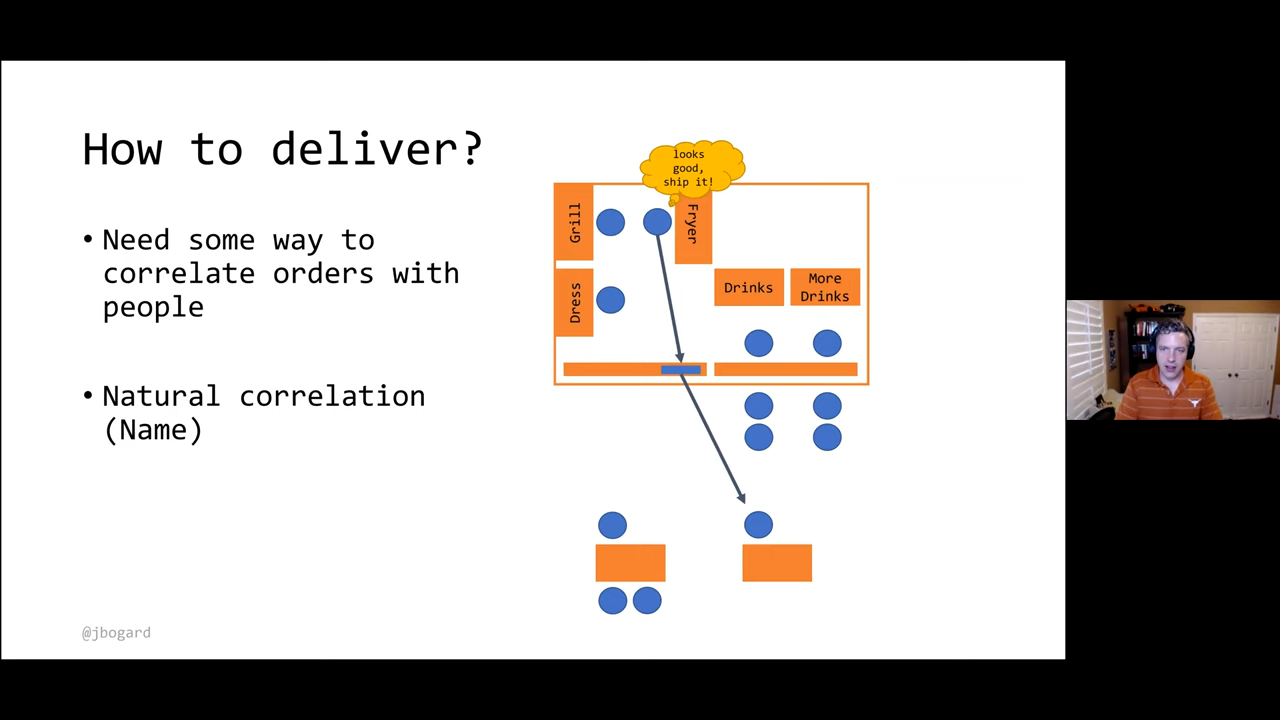 How to deliver?
• Need some way to
correlate orders with
people
• Natural correlation
(Name)
looks
good,
ship it!
Grill
Fryer
Dress
Drinks
More
Drinks
@jbogard